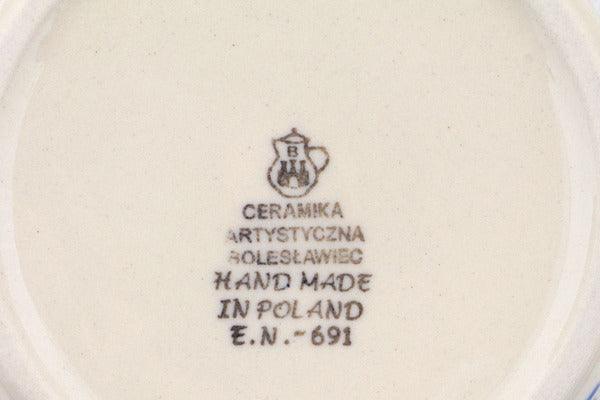 B
CERAMIKA
ARTYSTYCZNA
BOLESŁAWIEC
HAND MADE
IN POLAND
E.N.-691